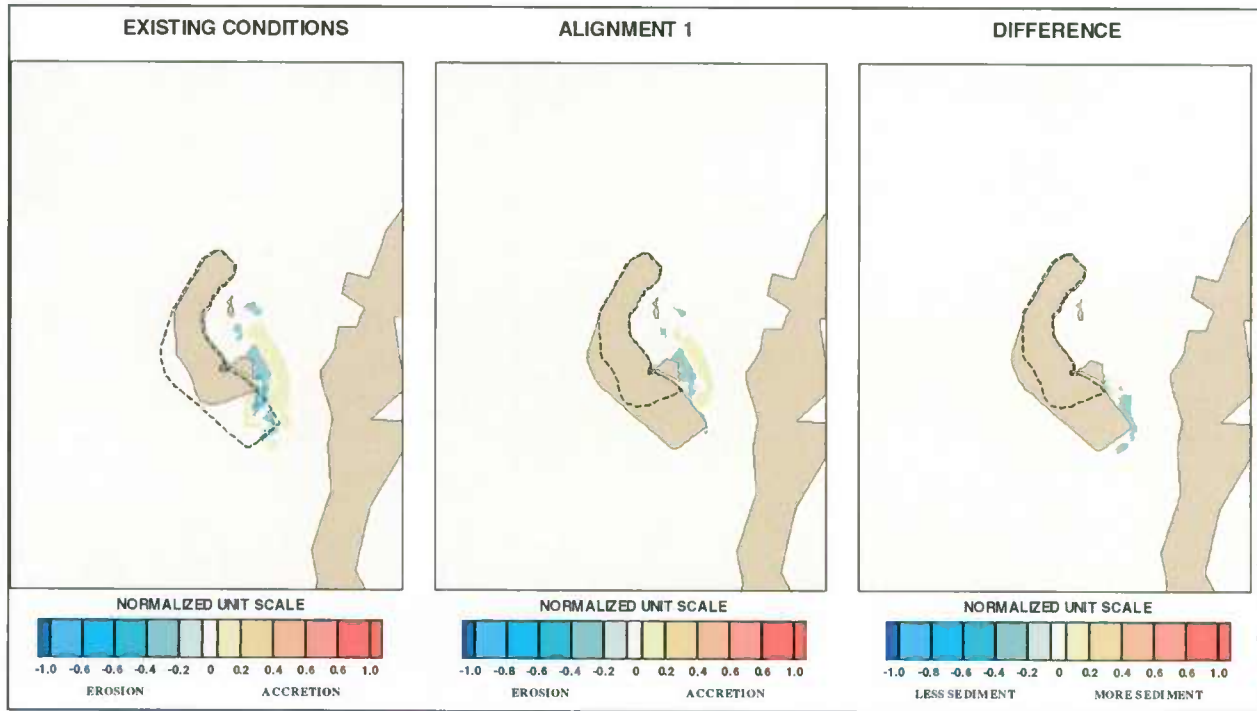 EXISTING CONDITIONS
ALIGNMENT 1
DIFFERENCE
NORMALIZED UNIT SCALE
-1.0 -0.6 -0.6 -0.4 -0.2 0 0.2 0.4 0.6 0.8 1.0
EROSION ACCRETION
NORMALIZED UNIT SCALE
-1.0 -0.8 -0.6 -0.4 -0.2 0 0.2 0.4 0.6 0.8 1.0
EROSION ACCRETION
NORMALIZED UNIT SCALE
-1.0 -0.8 -0.6 -0.4 -0.2 0 0.2 0.4 0.6 0.8 1.0
LESS SEDIMENT MORE SEDIMENT